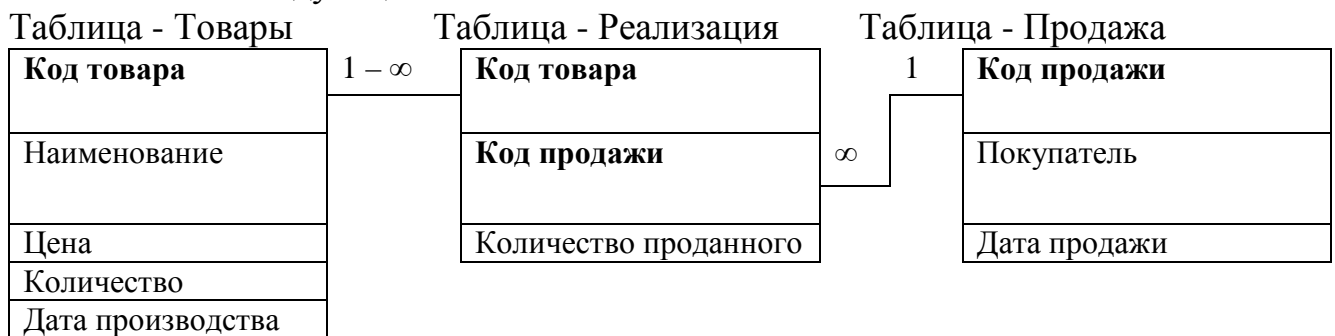 Таблица - Товары
Таблица - Реализация
Таблица - Продажа
Код товара
1 – ∞
Код товара
1
Код продажи
Наименование
Код продажи
∞
Покупатель
Цена
Количество проданного
Дата продажи
Количество
Дата производства